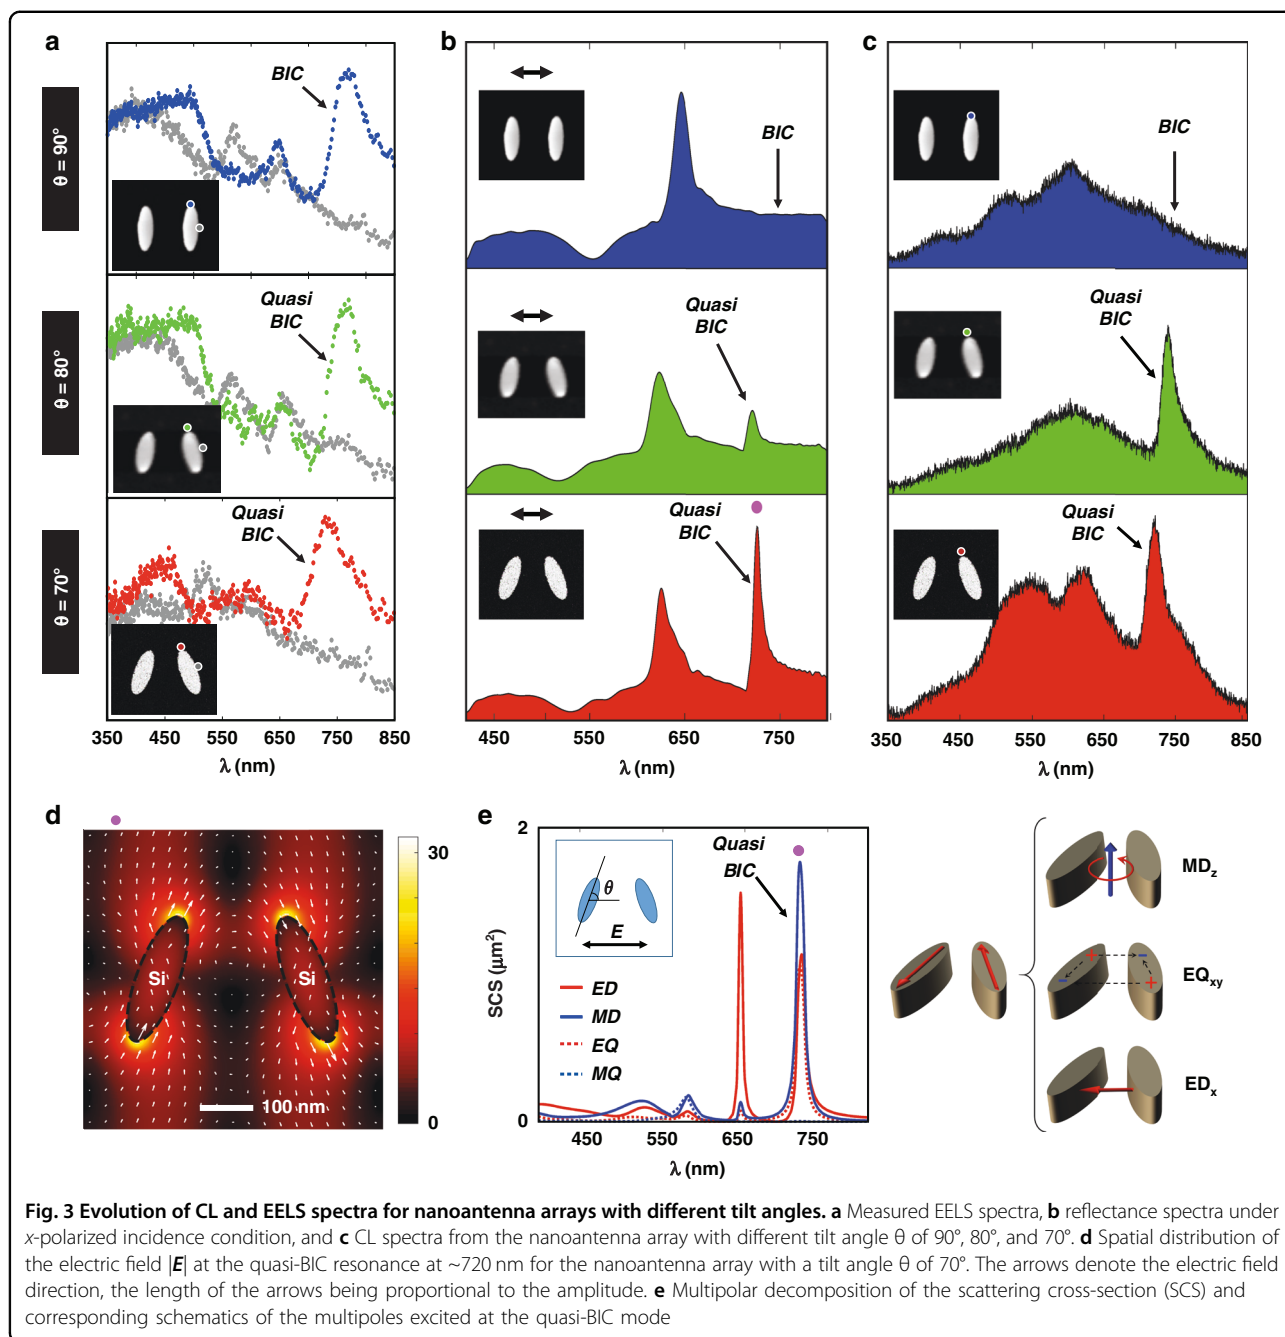 a
b
c
θ = 90°
BIC
BIC
BIC
θ = 80°
Quasi
BIC
Quasi
BIC
Quasi
BIC
θ = 70°
Quasi
BIC
Quasi
BIC
Quasi
BIC
350 450 550 650 750 850
λ (nm)
450 550 650 750
λ (nm)
350 450 550 650 750 850
λ (nm)
d
Si
Si
100 nm
30
0
e
2
SCS (μm²)
0
θ
E
ED
MD
EQ
MQ
Quasi
BIC
450 550 650 750
λ (nm)
MDz
+ − − +
EQxy
EDx
Fig. 3 Evolution of CL and EELS spectra for nanoantenna arrays with different tilt angles. a Measured EELS spectra, b reflectance spectra under
x-polarized incidence condition, and c CL spectra from the nanoantenna array with different tilt angle θ of 90°, 80°, and 70°. d Spatial distribution of
the electric field |E| at the quasi-BIC resonance at ~720 nm for the nanoantenna array with a tilt angle θ of 70°. The arrows denote the electric field
direction, the length of the arrows being proportional to the amplitude. e Multipolar decomposition of the scattering cross-section (SCS) and
corresponding schematics of the multipoles excited at the quasi-BIC mode